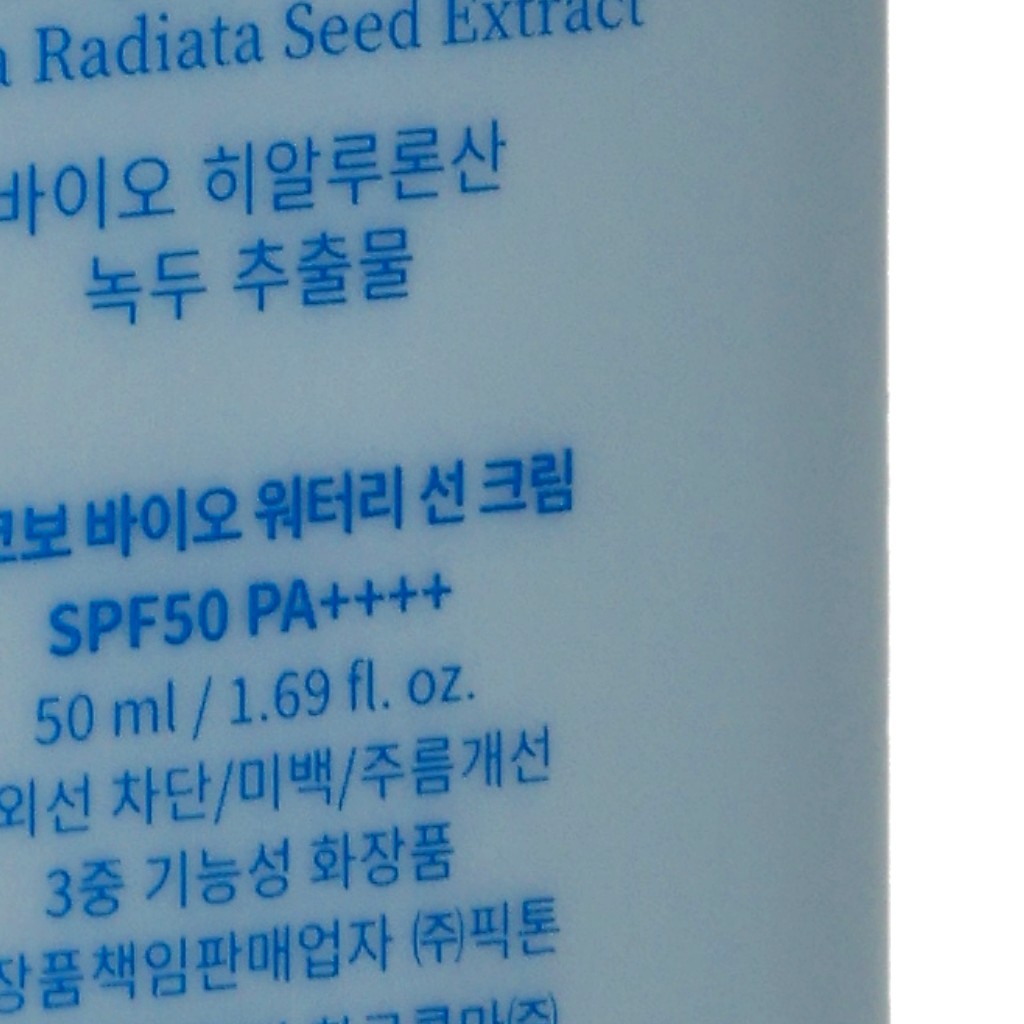 Radiata Seed Extract
바이오 히알루론산
녹두 추출물
보 바이오 워터리 선 크림
SPF50 PA++++
50 ml / 1.69 fl. oz.
외선 차단/미백/주름개선
3중 기능성 화장품
장품책임판매업자 ㈜픽톤